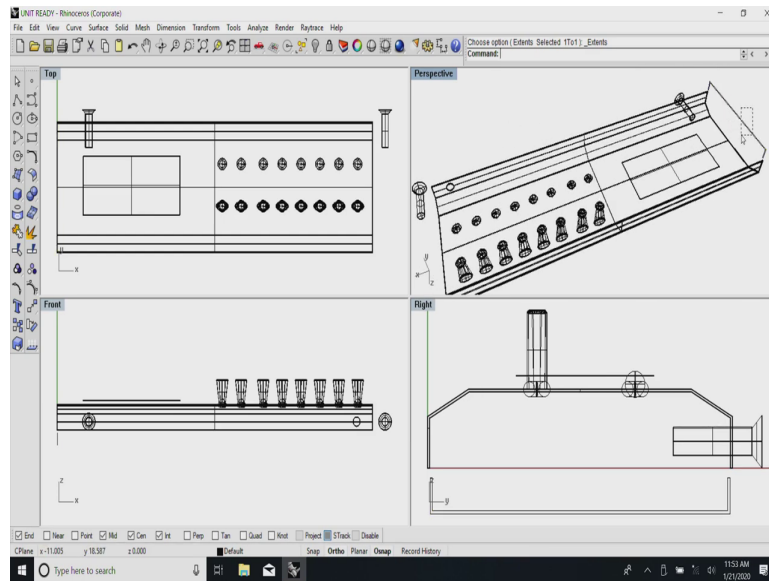 UNIT READY - Rhinoceros (Corporate)
File Edit View Curve Surface Solid Mesh Dimension Transform Tools Analyze Render Raytrace Help
Choose option ( Extents Selected 1To1 ): _Extents
Command:
Top
Perspective
y
x
y
x
z
Front
Right
z
x
z
y
End Near Point Mid Cen Int Perp Tan Quad Knot Project STrack Disable
CPlane x -11.005 y 18.587 z 0.000 Default Snap Ortho Planar Osnap Record History
Type here to search
11:53 AM
1/21/2020